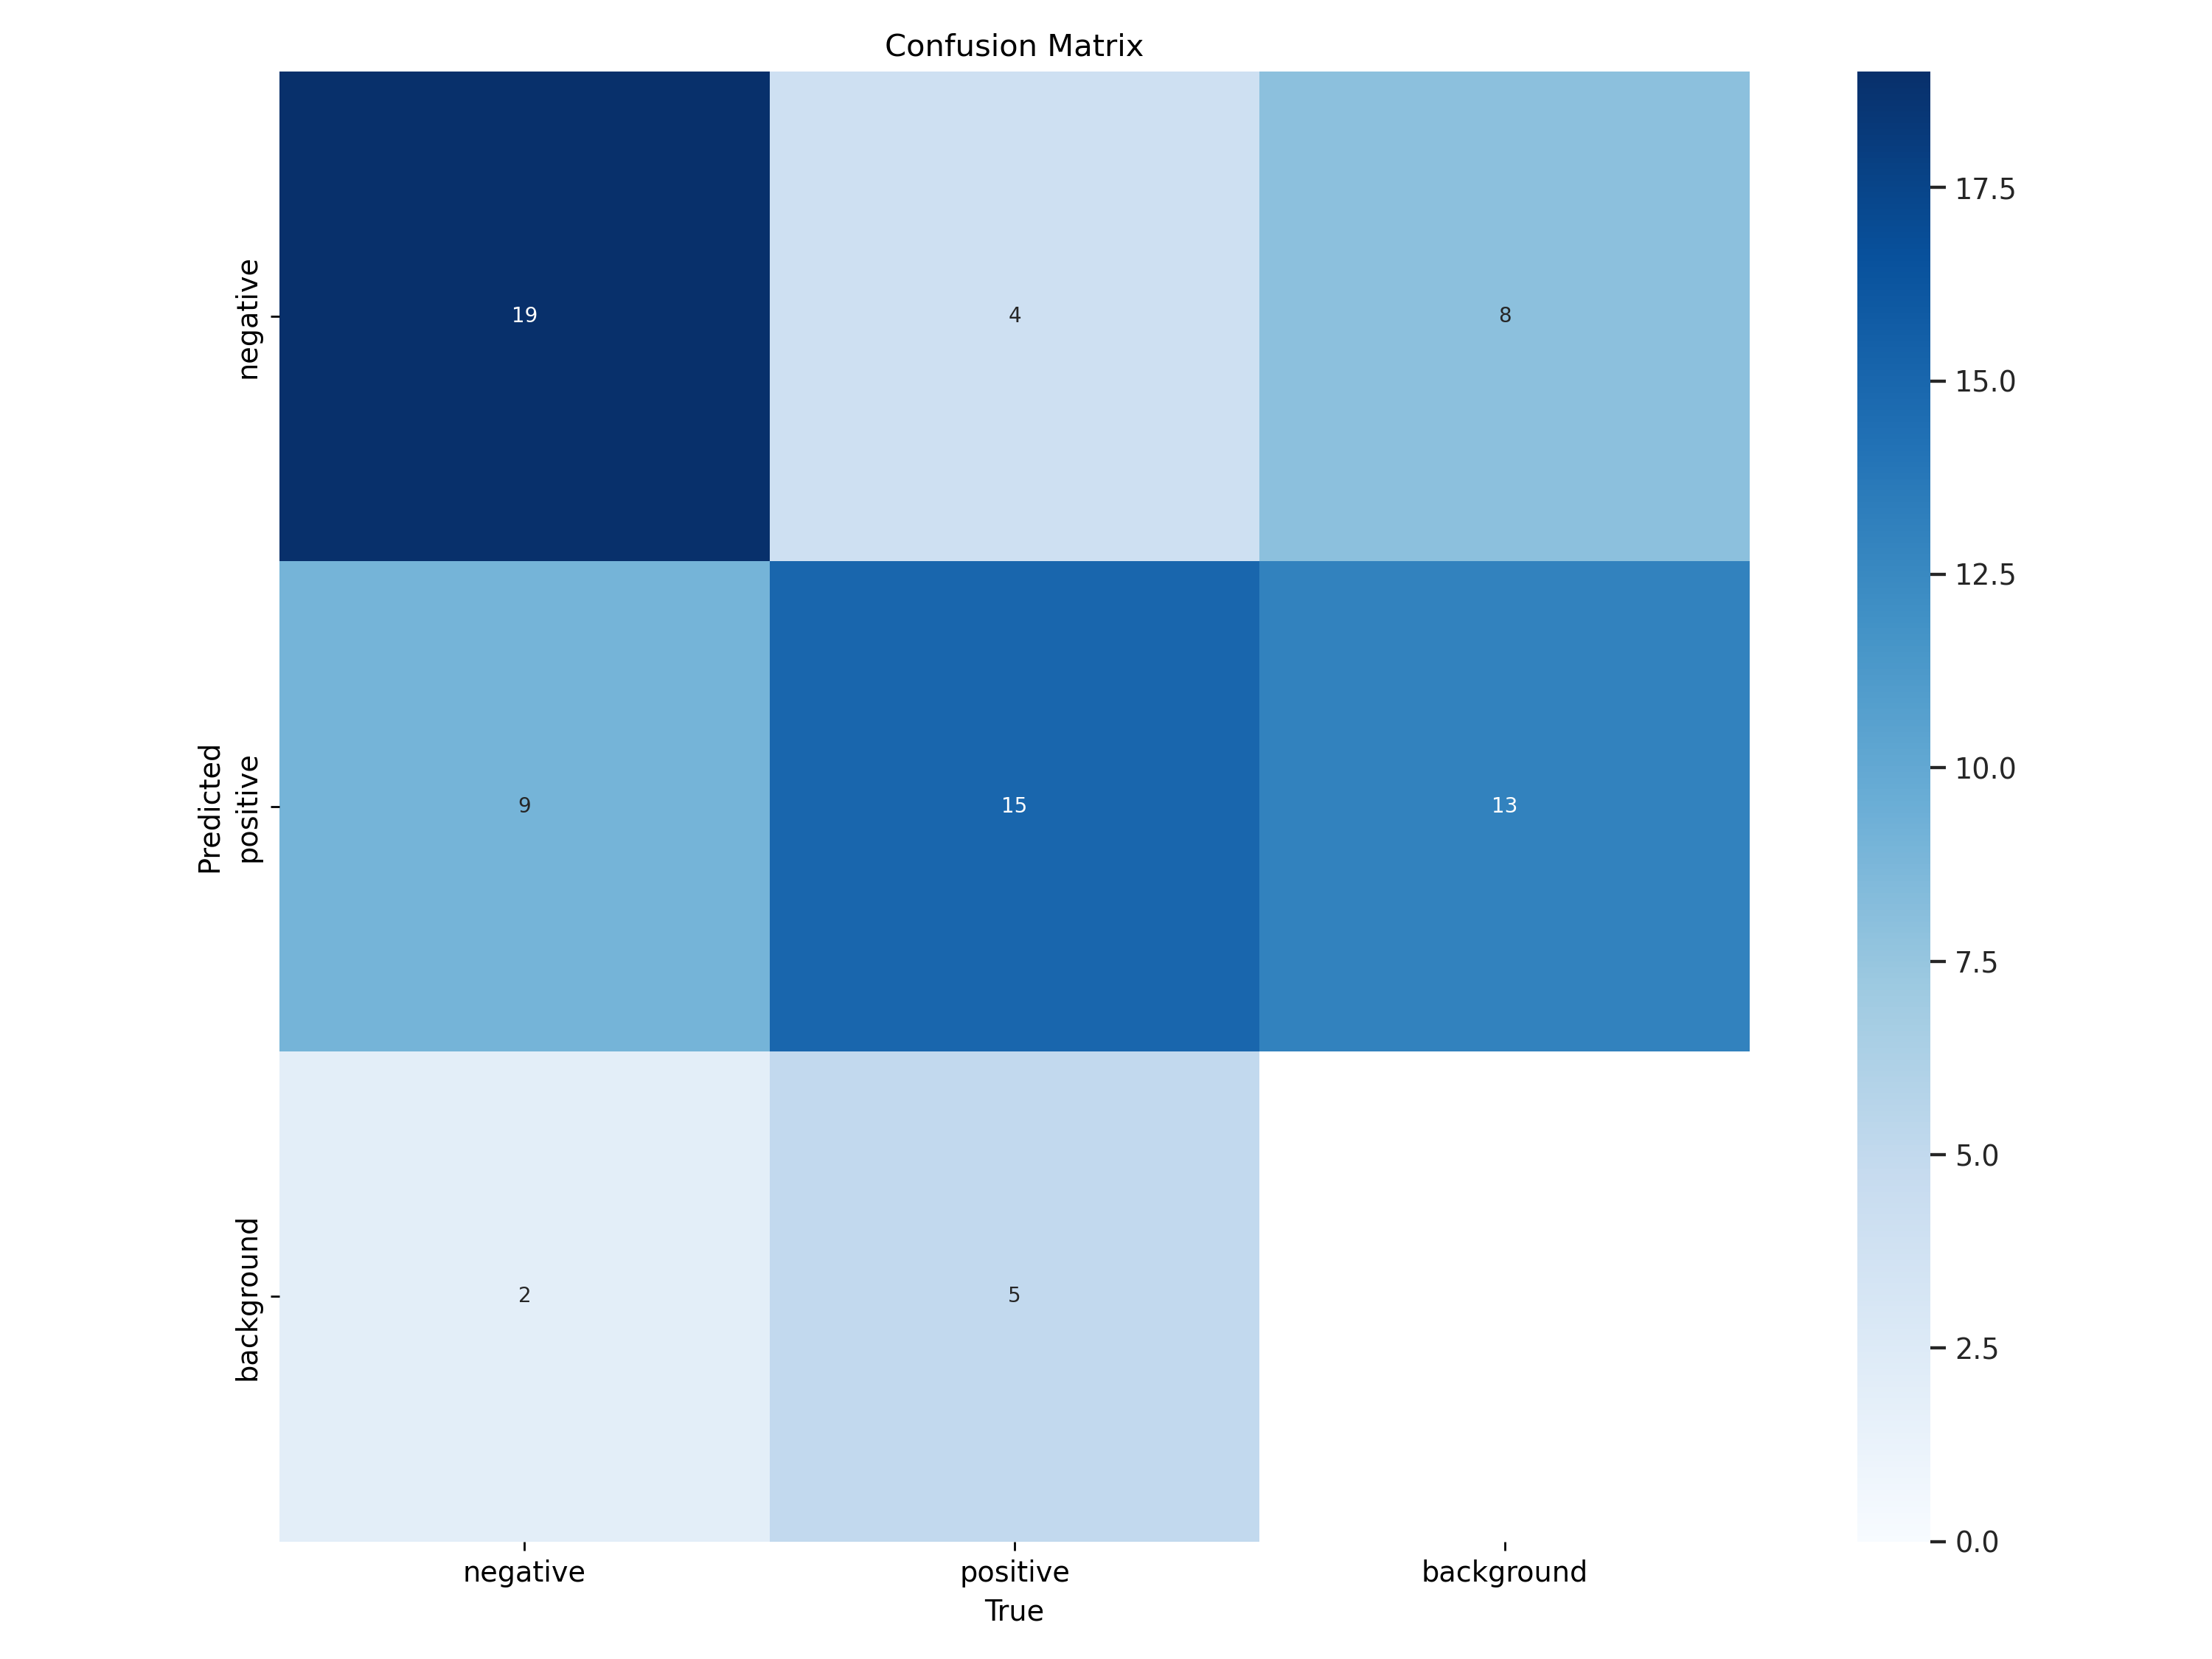 Confusion Matrix
negative
19
4
8
17.5
15.0
12.5
Predicted
positive
9
15
13
10.0
7.5
background
2
5
5.0
2.5
0.0
negative
positive
background
True